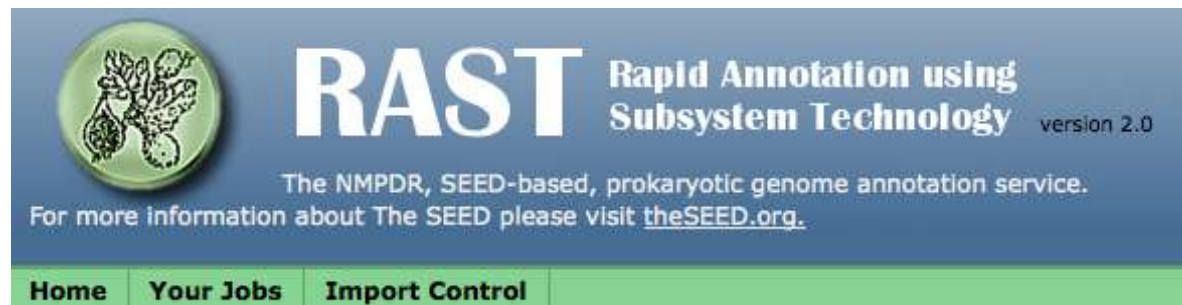 RAST
Rapid Annotation using
Subsystem Technology
version 2.0
The NMPDR, SEED-based, prokaryotic genome annotation service.
For more information about The SEED please visit theSEED.org.
Home Your Jobs Import Control